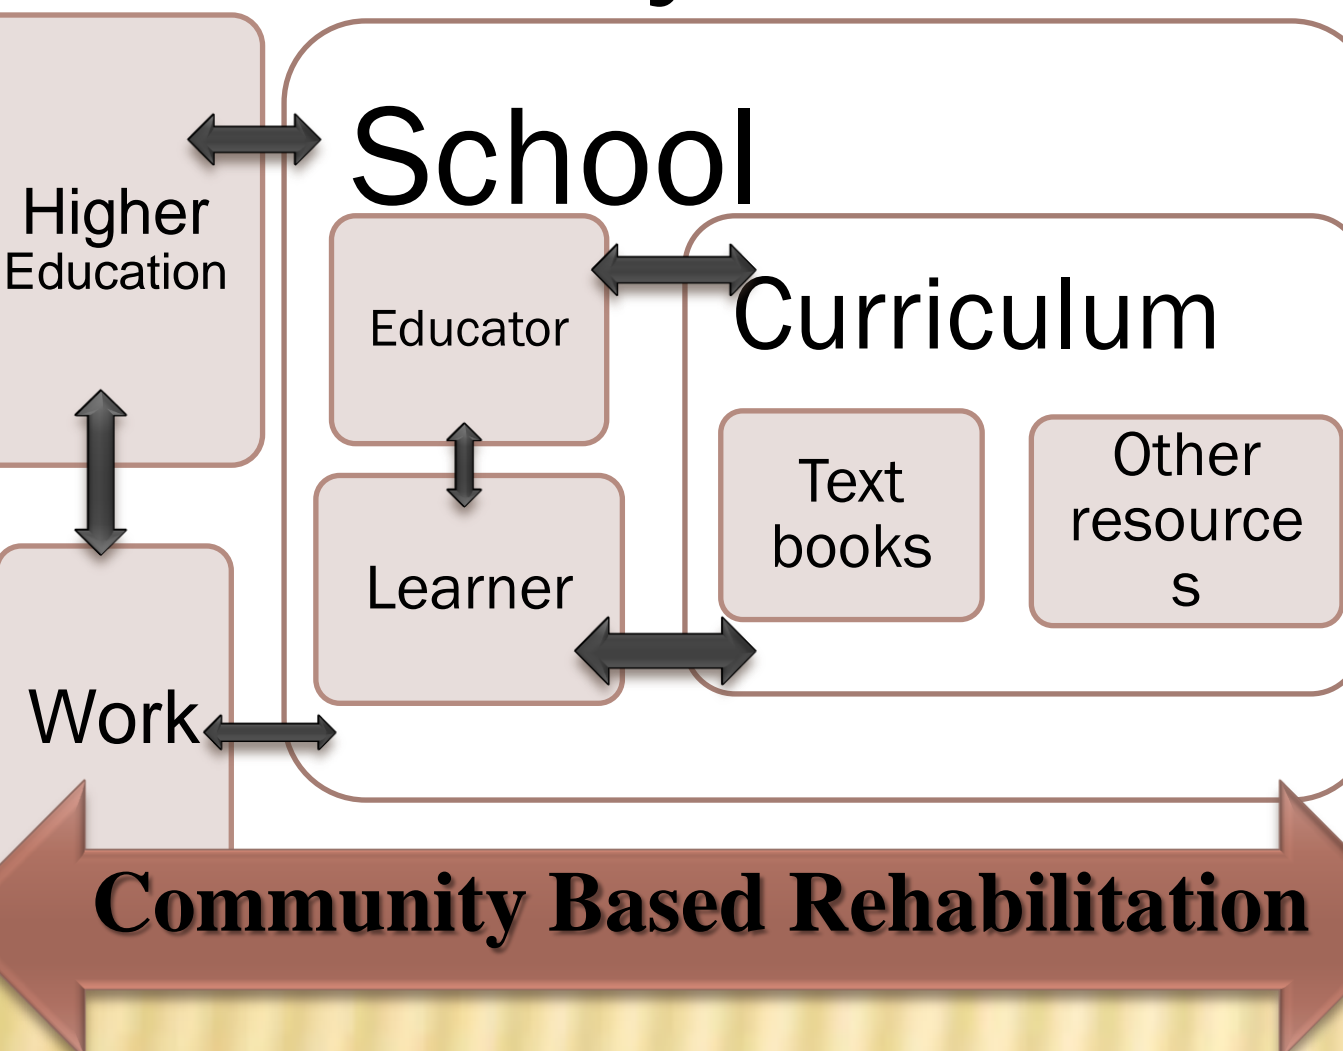 School
Higher
Education
Educator
Curriculum
Text
books
Other
resource
s
Learner
Work
Community Based Rehabilitation